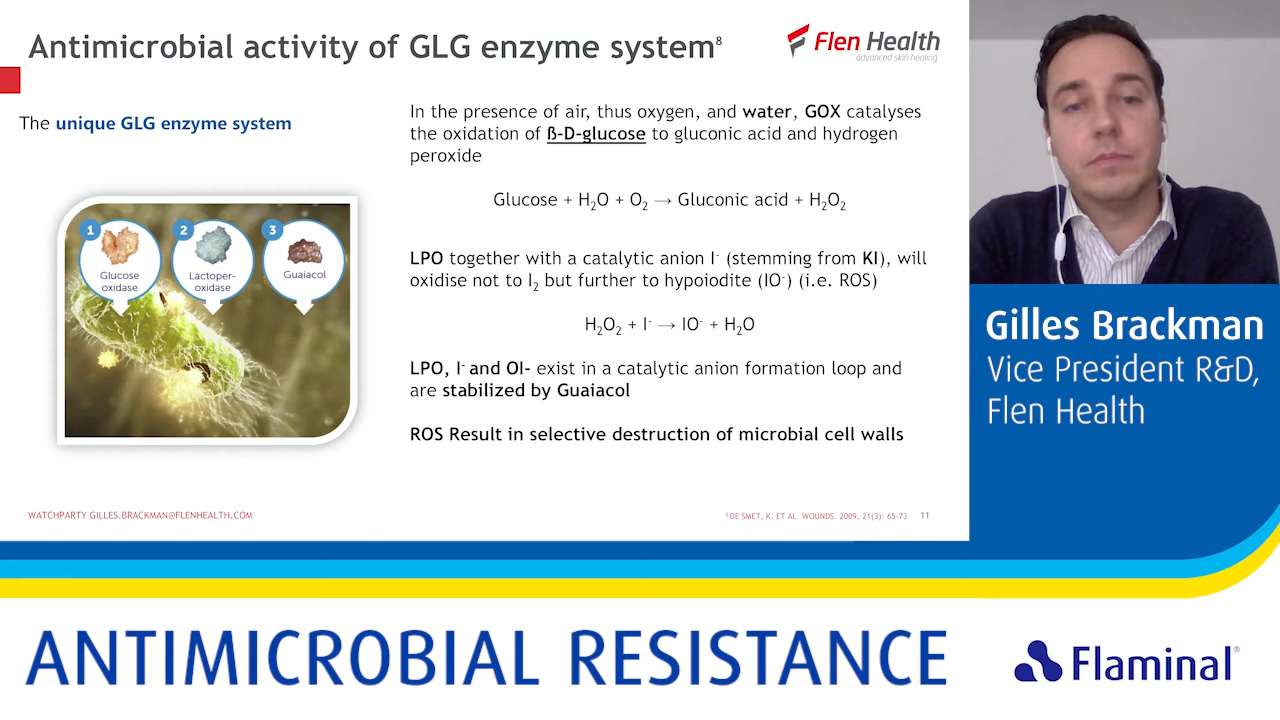 Antimicrobial activity of GLG enzyme system⁸
Flen Health
advanced skin healing
The unique GLG enzyme system
1
Glucose
oxidase
2
Lactoper-
oxidase
3
Guaiacol
In the presence of air, thus oxygen, and water, GOX catalyses
the oxidation of ß-D-glucose to gluconic acid and hydrogen
peroxide
Glucose + H₂O + O₂ → Gluconic acid + H₂O₂
LPO together with a catalytic anion I⁻ (stemming from KI), will
oxidise not to I₂ but further to hypoiodite (IO⁻) (i.e. ROS)
H₂O₂ + I⁻ → IO⁻ + H₂O
LPO, I⁻ and OI- exist in a catalytic anion formation loop and
are stabilized by Guaiacol
ROS Result in selective destruction of microbial cell walls
WATCHPARTY GILLES.BRACKMAN@FLENHEALTH.COM
⁸ DE SMET, K. ET AL. WOUNDS. 2009, 21(3): 65-73
11
Gilles Brackman
Vice President R&D,
Flen Health
ANTIMICROBIAL RESISTANCE
Flaminal®